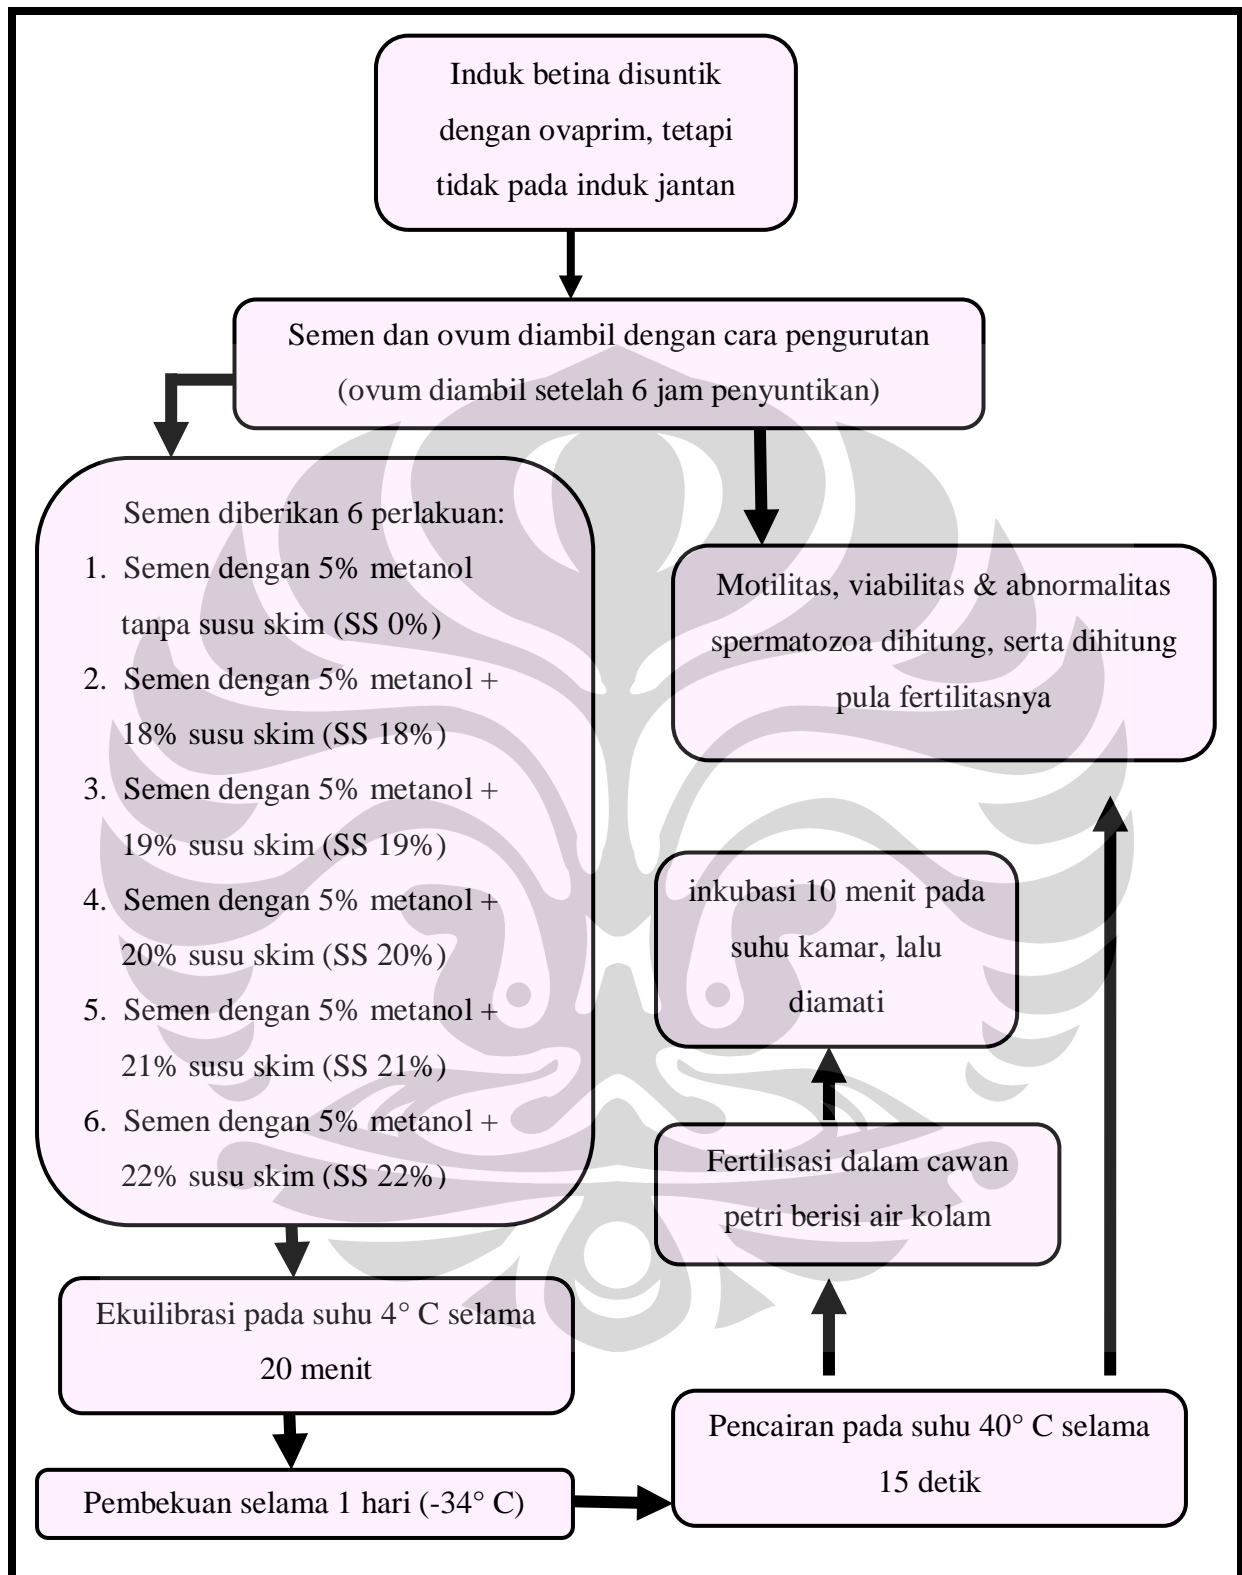 Induk betina disuntik
dengan ovaprim, tetapi
tidak pada induk jantan
Semen dan ovum diambil dengan cara pengurutan
(ovum diambil setelah 6 jam penyuntikan)
Semen diberikan 6 perlakuan:
1. Semen dengan 5% metanol
tanpa susu skim (SS 0%)
2. Semen dengan 5% metanol +
18% susu skim (SS 18%)
3. Semen dengan 5% metanol +
19% susu skim (SS 19%)
4. Semen dengan 5% metanol +
20% susu skim (SS 20%)
5. Semen dengan 5% metanol +
21% susu skim (SS 21%)
6. Semen dengan 5% metanol +
22% susu skim (SS 22%)
Motilitas, viabilitas & abnormalitas
spermatozoa dihitung, serta dihitung
pula fertilitasnya
inkubasi 10 menit pada
suhu kamar, lalu
diamati
Fertilisasi dalam cawan
petri berisi air kolam
Ekuilibrasi pada suhu 4° C selama
20 menit
Pembekuan selama 1 hari (-34° C)
Pencairan pada suhu 40° C selama
15 detik